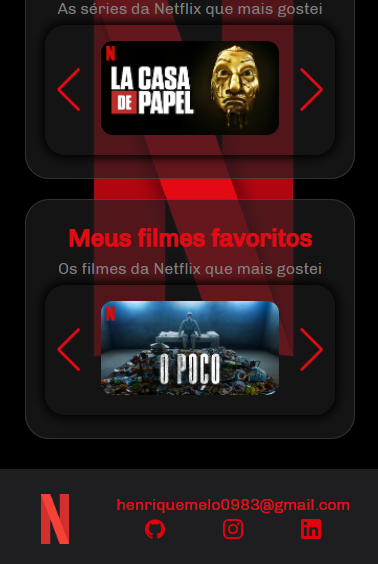 As séries da Netflix que mais gostei
N
LA CASA
DE PAPEL
Meus filmes favoritos
Os filmes da Netflix que mais gostei
N
O POÇO
N
henriquemelo0983@gmail.com
in